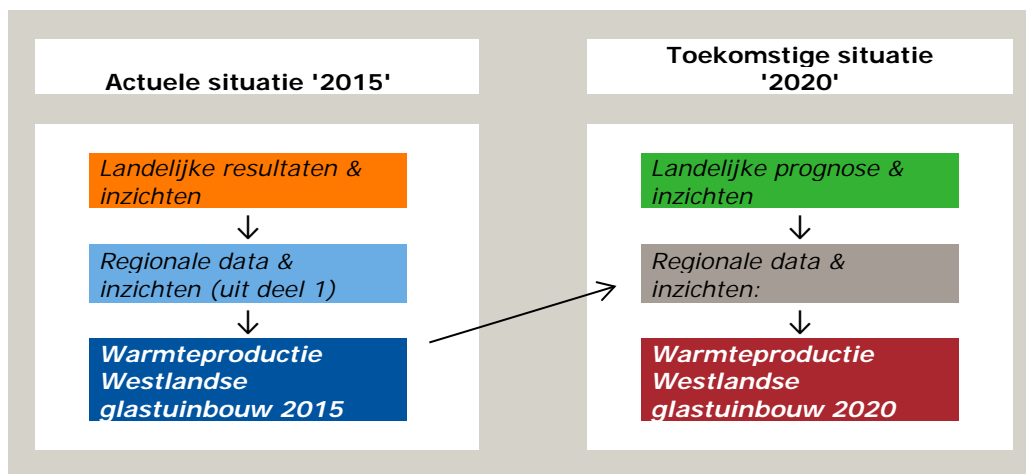 Actuele situatie '2015'
Landelijke resultaten &
inzichten
Regionale data &
inzichten (uit deel 1)
Warmteproductie
Westlandse
glastuinbouw 2015
Toekomstige situatie
'2020'
Landelijke prognose &
inzichten
Regionale data &
inzichten:
Warmteproductie
Westlandse
glastuinbouw 2020